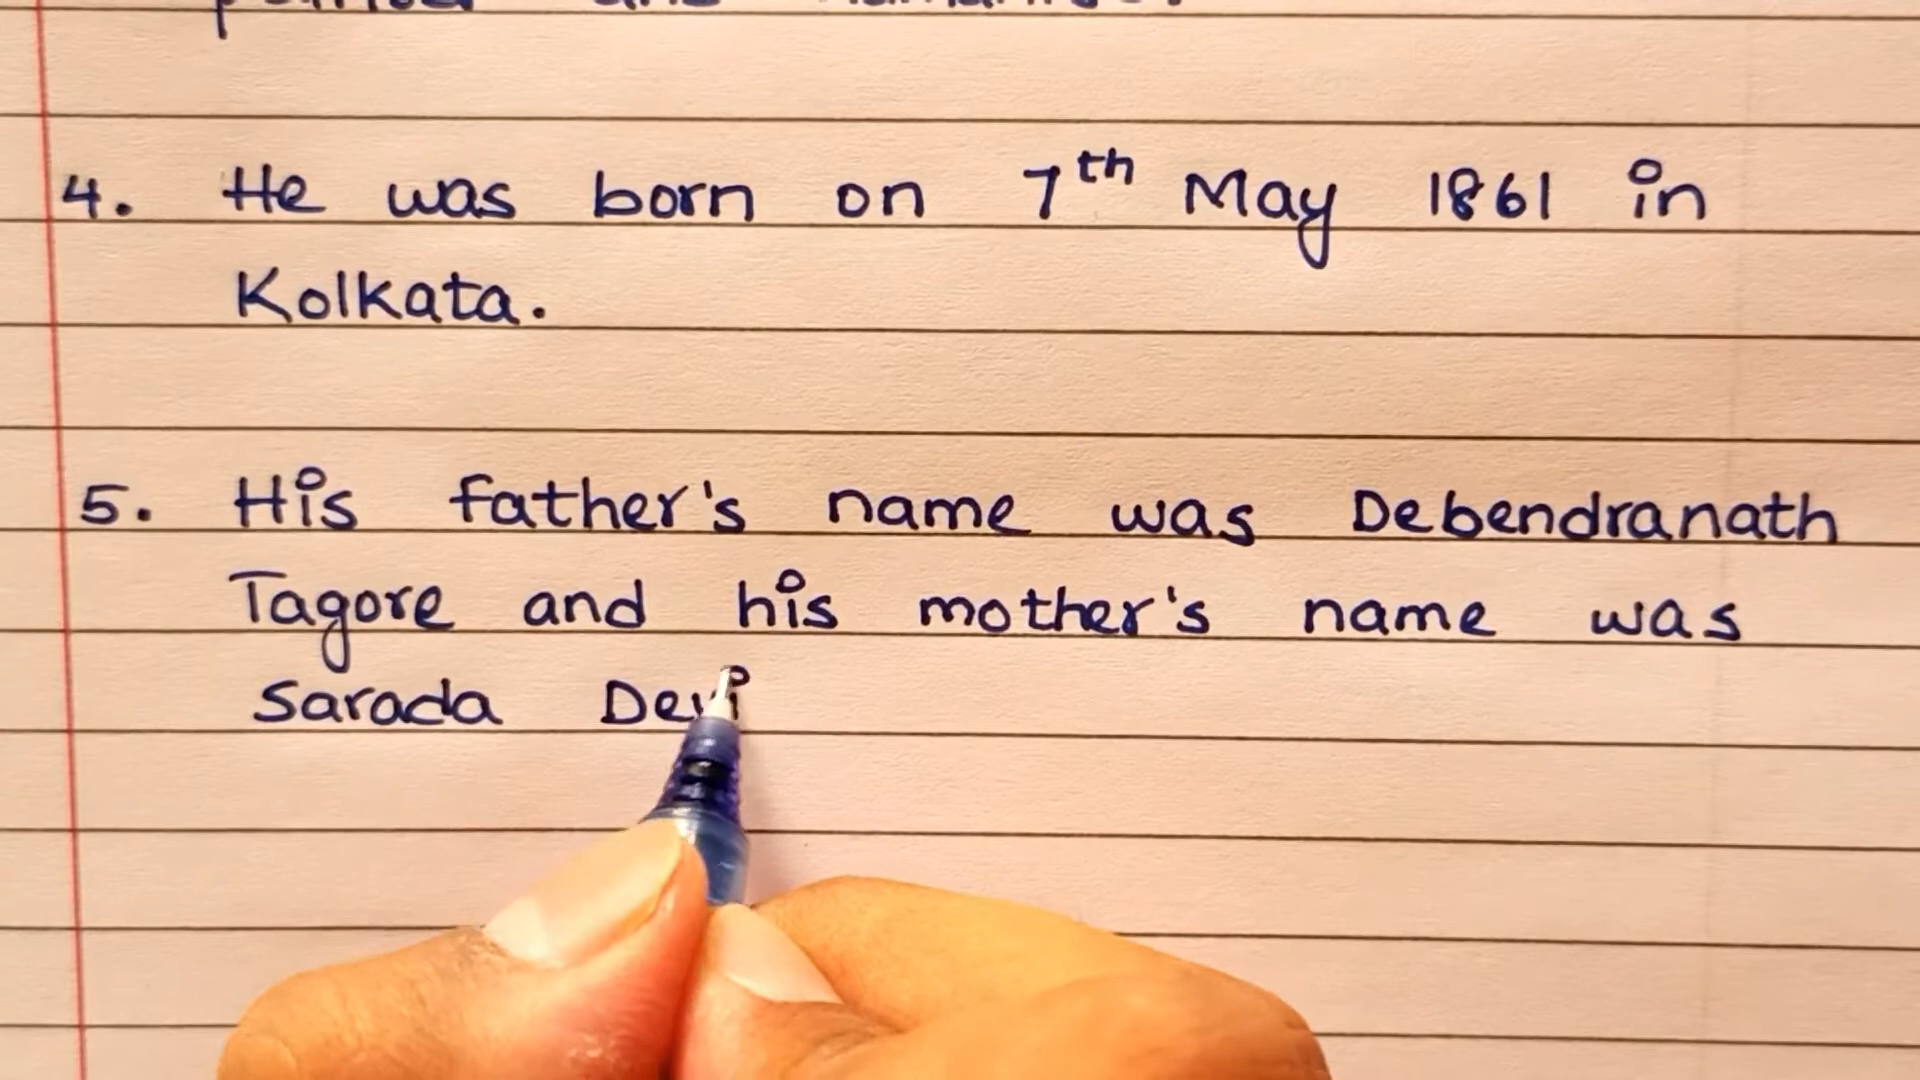 4. He was born on 7th May 1861 in
Kolkata.
5. His father's name was Debendranath
Tagore and his mother's name was
Sarada Devi